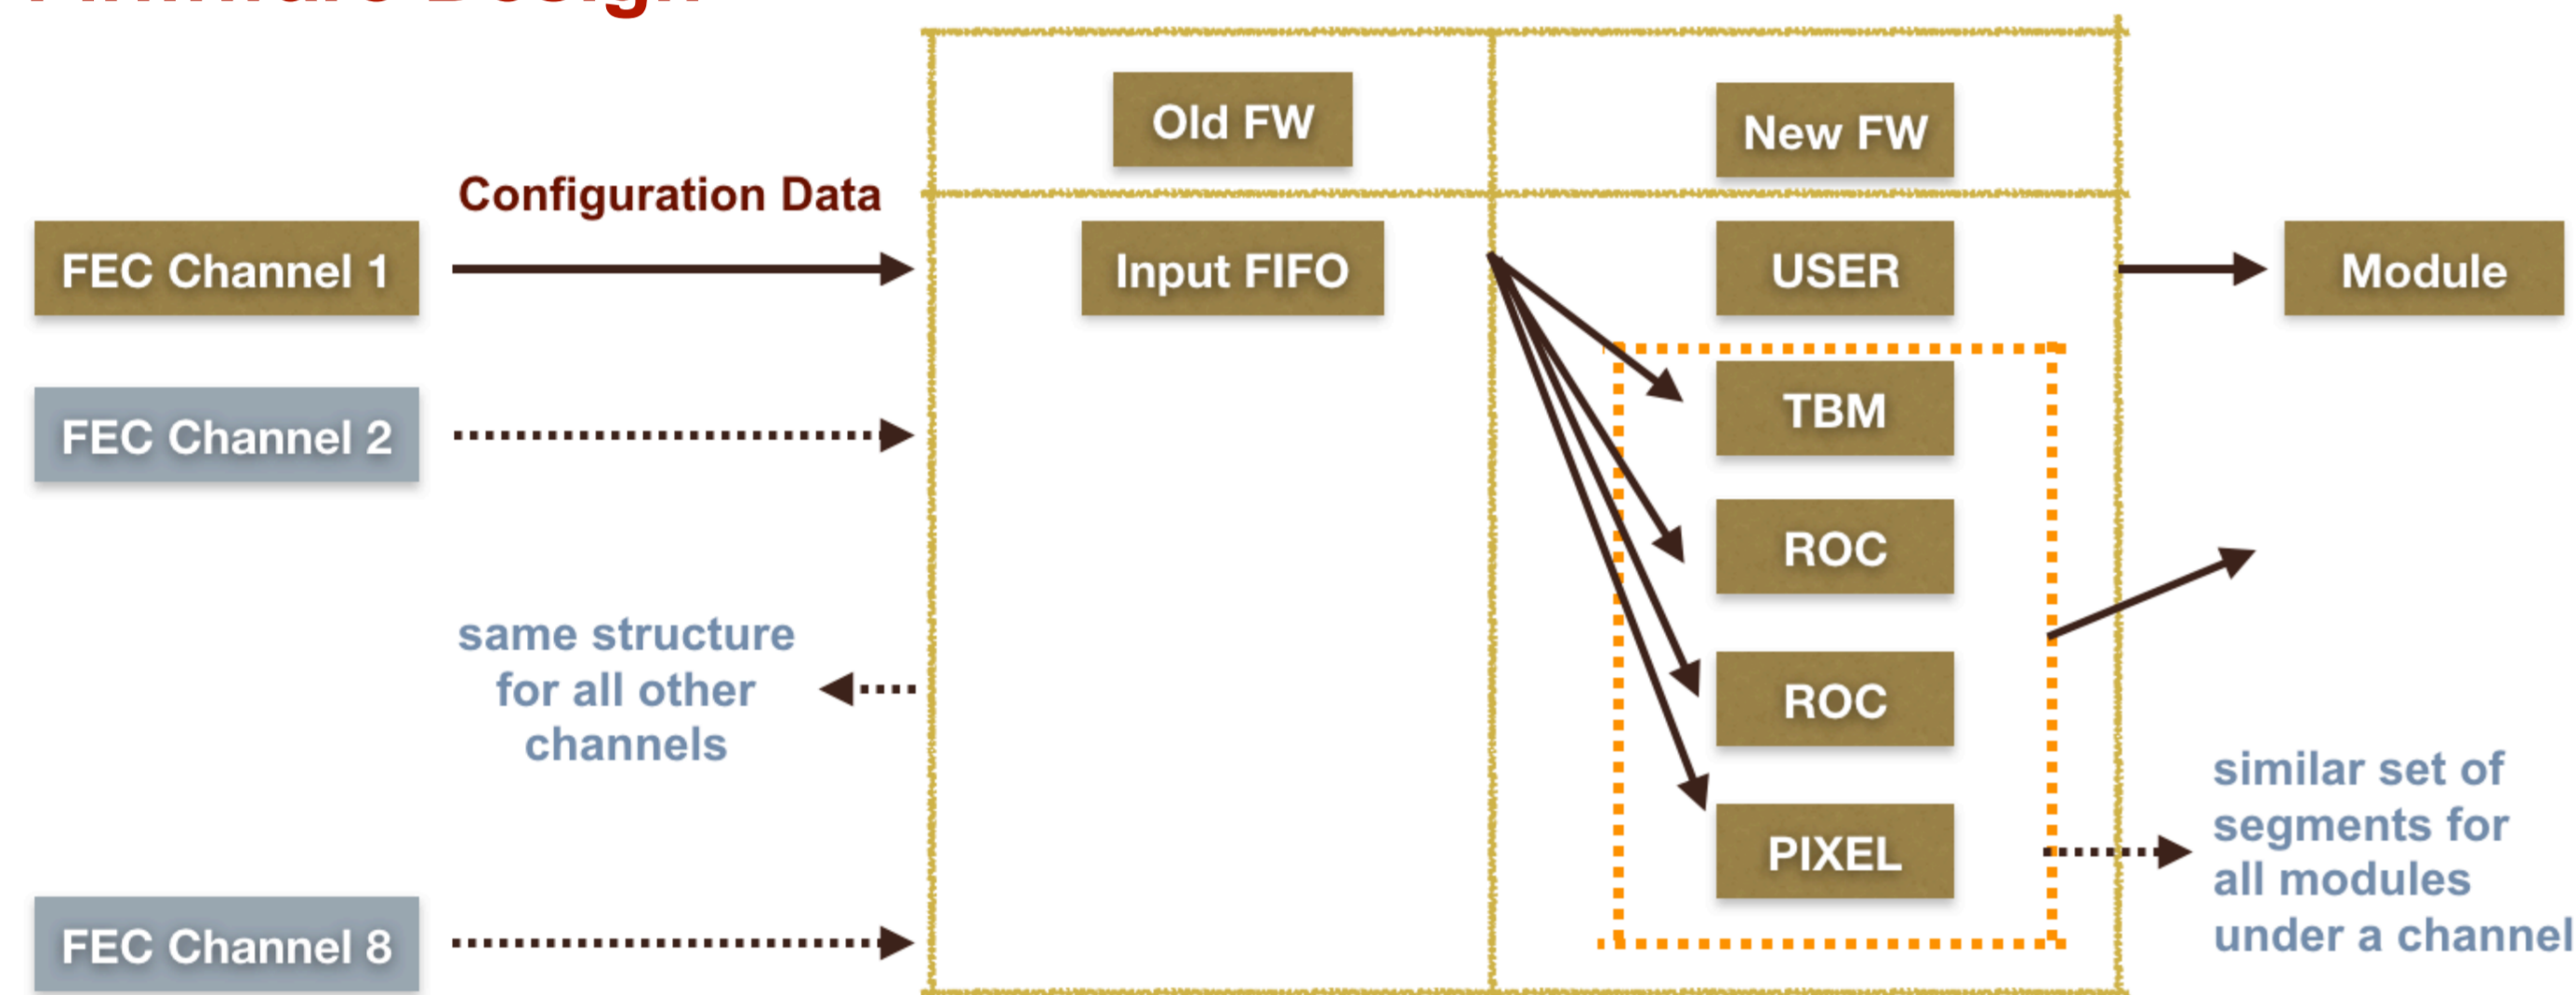 Old FW
New FW
Configuration Data
FEC Channel 1
Input FIFO
USER
Module
FEC Channel 2
TBM
ROC
same structure
for all other
channels
ROC
similar set of
segments for
all modules
under a channel
PIXEL
FEC Channel 8